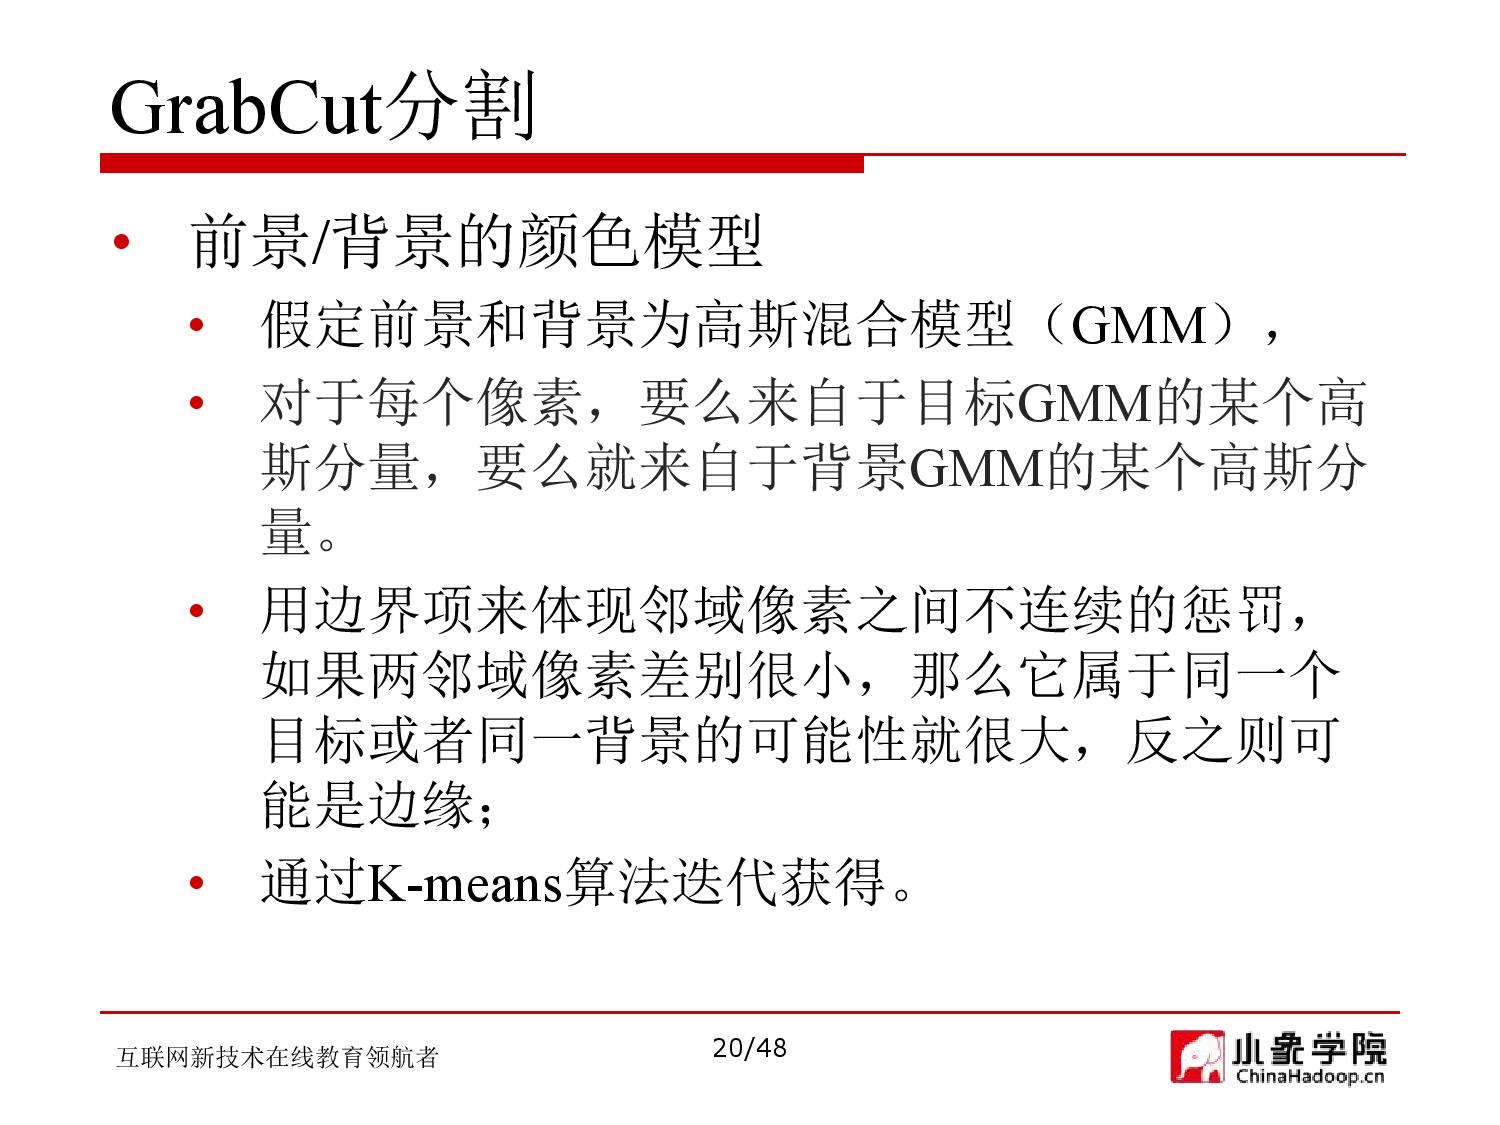 GrabCut分割
• 前景/背景的颜色模型
• 假定前景和背景为高斯混合模型（GMM），
• 对于每个像素，要么来自于目标GMM的某个高
斯分量，要么就来自于背景GMM的某个高斯分
量。
• 用边界项来体现邻域像素之间不连续的惩罚，
如果两邻域像素差别很小，那么它属于同一个
目标或者同一背景的可能性就很大，反之则可
能是边缘；
• 通过K-means算法迭代获得。
互联网新技术在线教育领航者
20/48
小象学院
ChinaHadoop.cn